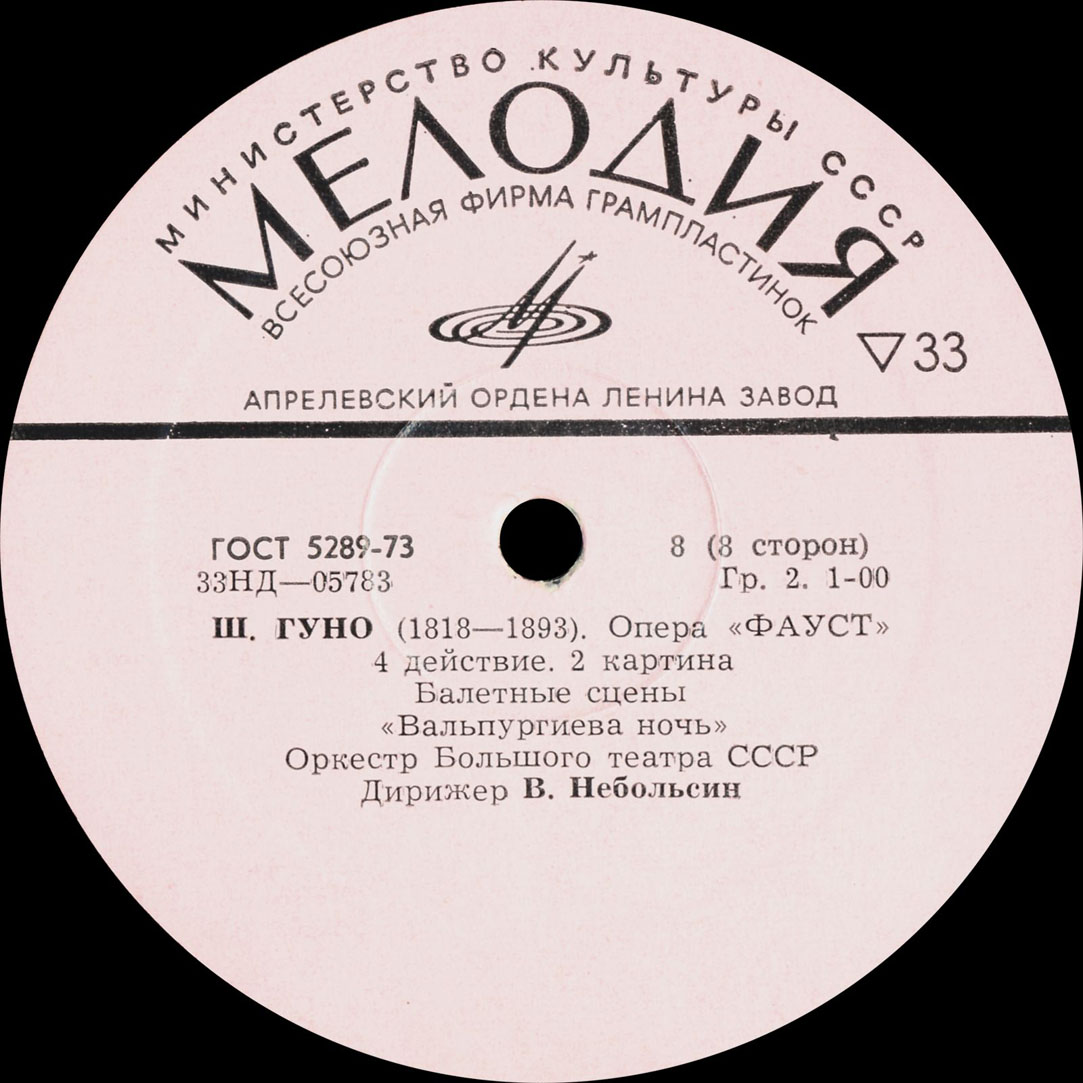 МИНИСТЕРСТВО КУЛЬТУРЫ СССР
МЕЛОДИЯ
ВСЕСОЮЗНАЯ ФИРМА ГРАМПЛАСТИНОК
▽33
АПРЕЛЕВСКИЙ ОРДЕНА ЛЕНИНА ЗАВОД
ГОСТ 5289-73 8 (8 сторон)
33НД—05783 Гр. 2. 1-00
Ш. ГУНО (1818—1893). Опера «ФАУСТ»
4 действие. 2 картина
Балетные сцены
«Вальпургиева ночь»
Оркестр Большого театра СССР
Дирижер В. Небольсин